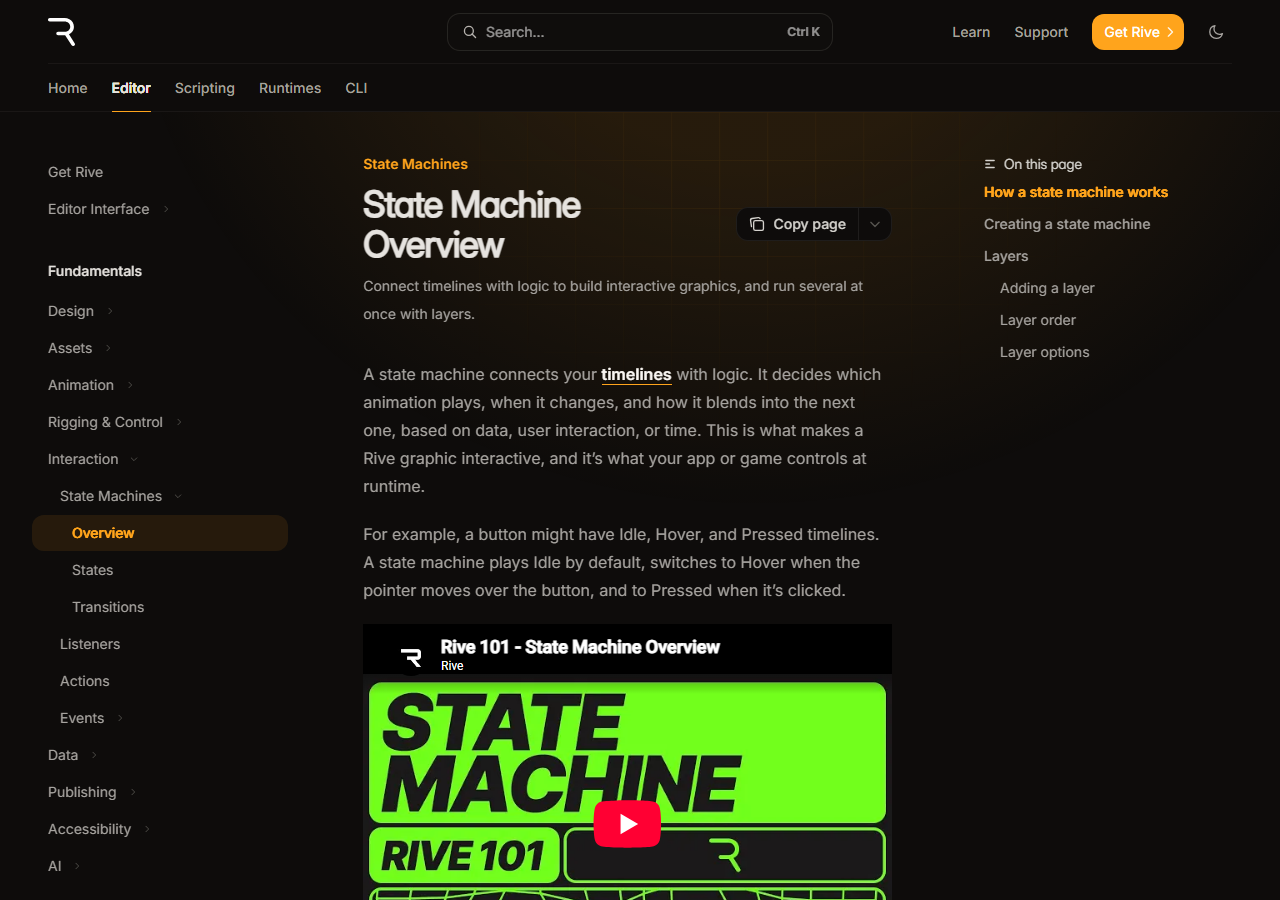 Search...
Ctrl K
Learn
Support
Get Rive
Home
Editor
Scripting
Runtimes
CLI
Get Rive
Editor Interface
Fundamentals
Design
Assets
Animation
Rigging & Control
Interaction
State Machines
Overview
States
Transitions
Listeners
Actions
Events
Data
Publishing
Accessibility
AI
State Machines
State Machine
Overview
Copy page
Connect timelines with logic to build interactive graphics, and run several at
once with layers.
A state machine connects your timelines with logic. It decides which
animation plays, when it changes, and how it blends into the next
one, based on data, user interaction, or time. This is what makes a
Rive graphic interactive, and it’s what your app or game controls at
runtime.
For example, a button might have Idle, Hover, and Pressed timelines.
A state machine plays Idle by default, switches to Hover when the
pointer moves over the button, and to Pressed when it’s clicked.
Rive 101 - State Machine Overview
Rive
STATE
MACHINE
RIVE 101
On this page
How a state machine works
Creating a state machine
Layers
Adding a layer
Layer order
Layer options